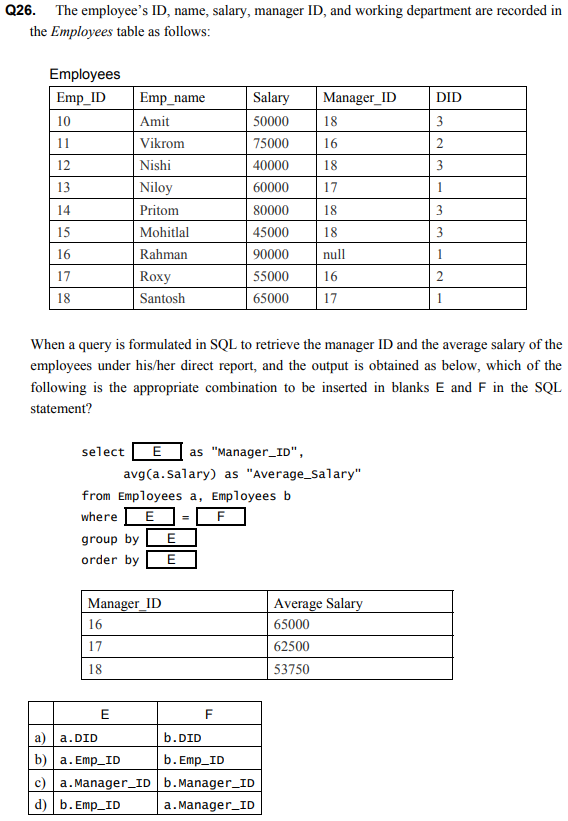 Q26. The employee's ID, name, salary, manager ID, and working department are recorded in
the Employees table as follows:
Employees
Emp_ID Emp_name Salary Manager_ID DID
10 Amit 50000 18 3
11 Vikrom 75000 16 2
12 Nishi 40000 18 3
13 Niloy 60000 17 1
14 Pritom 80000 18 3
15 Mohitlal 45000 18 3
16 Rahman 90000 null 1
17 Roxy 55000 16 2
18 Santosh 65000 17 1
When a query is formulated in SQL to retrieve the manager ID and the average salary of the
employees under his/her direct report, and the output is obtained as below, which of the
following is the appropriate combination to be inserted in blanks E and F in the SQL
statement?
select E as "Manager_ID",
avg(a.Salary) as "Average_Salary"
from Employees a, Employees b
where E = F
group by E
order by E
Manager_ID Average Salary
16 65000
17 62500
18 53750
E F
a) a.DID b.DID
b) a.Emp_ID b.Emp_ID
c) a.Manager_ID b.Manager_ID
d) b.Emp_ID a.Manager_ID